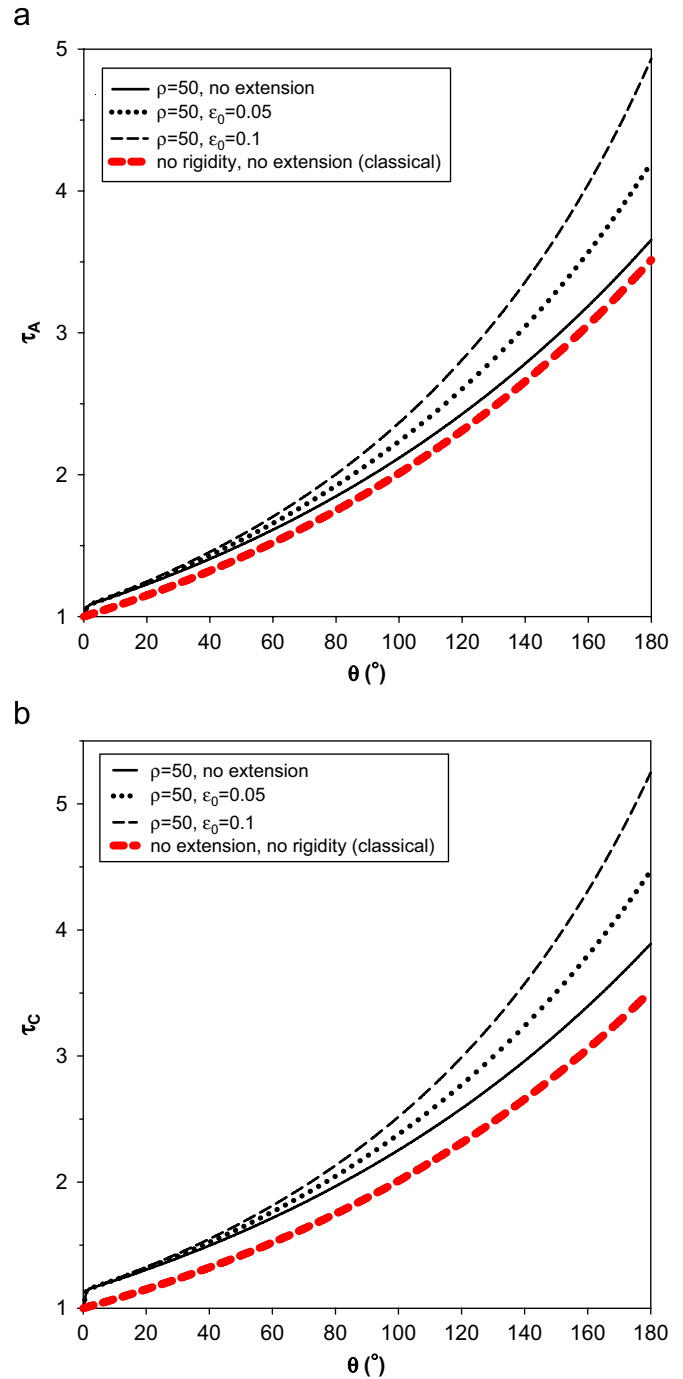 a
5
ρ=50, no extension
ρ=50, ε₀=0.05
ρ=50, ε₀=0.1
no rigidity, no extension (classical)
4
τA
3
2
1
0 20 40 60 80 100 120 140 160 180
θ (°)
b
ρ=50, no extension
ρ=50, ε₀=0.05
ρ=50, ε₀=0.1
no extension, no rigidity (classical)
5
4
τC
3
2
1
0 20 40 60 80 100 120 140 160 180
θ (°)